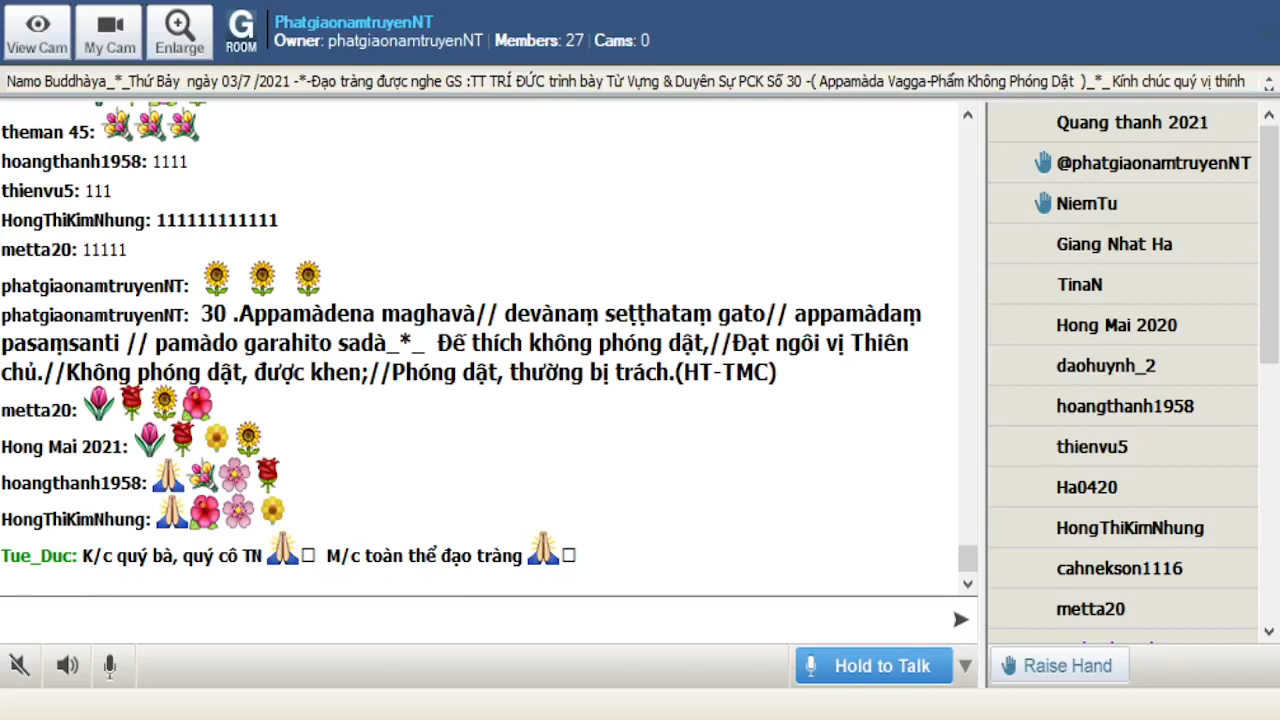 View Cam
My Cam
Enlarge
G
ROOM
PhatgiaonamtruyenNT
Owner: phatgiaonamtruyenNT | Members: 27 | Cams: 0
Namo Buddhàya_*_Thứ Bảy ngày 03/7 /2021 -*-Đạo tràng được nghe GS :TT TRÍ ĐỨC trình bày Từ Vựng & Duyên Sự PCK Số 30 -( Appamàda Vagga-Phẩm Không Phóng Dật )_*_Kính chúc quý vị thính
theman 45:
hoangthanh1958: 1111
thienvu5: 111
HongThiKimNhung: 111111111111
metta20: 11111
phatgiaonamtruyenNT:
phatgiaonamtruyenNT: 30 .Appamàdena maghavà// devànaṃ seṭṭhataṃ gato// appamàdaṃ
pasaṃsanti // pamàdo garahito sadà_*_ Đế thích không phóng dật,//Đạt ngôi vị Thiên
chủ.//Không phóng dật, được khen;//Phóng dật, thường bị trách.(HT-TMC)
metta20:
Hong Mai 2021:
hoangthanh1958:
HongThiKimNhung:
Tue_Duc: K/c quý bà, quý cô TN 🙏 M/c toàn thể đạo tràng 🙏
Hold to Talk
Quang thanh 2021
@phatgiaonamtruyenNT
NiemTu
Giang Nhat Ha
TinaN
Hong Mai 2020
daohuynh_2
hoangthanh1958
thienvu5
Ha0420
HongThiKimNhung
cahnekson1116
metta20
Raise Hand